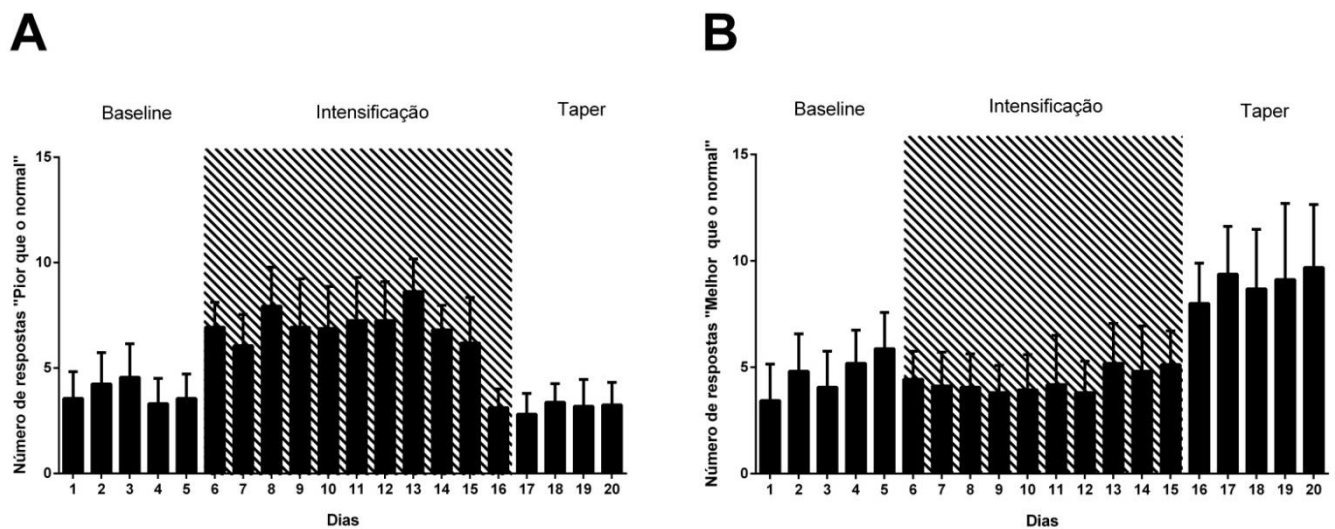 A
Baseline
Intensificação
Taper
Número de respostas "Pior que o normal"
15
10
5
0
1 2 3 4 5 6 7 8 9 10 11 12 13 14 15 16 17 18 19 20
Dias
B
Baseline
Intensificação
Taper
Número de respostas "Melhor que o normal"
15
10
5
0
1 2 3 4 5 6 7 8 9 10 11 12 13 14 15 16 17 18 19 20
Dias